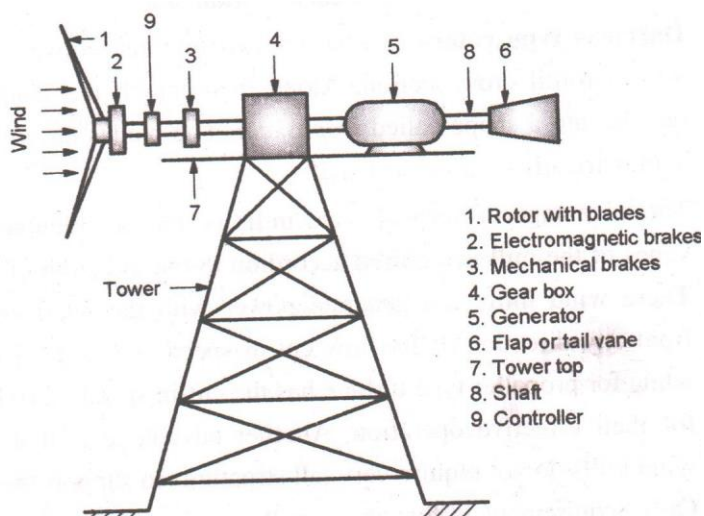 1 9 3 4 5 8 6
2
Wind
7
Tower
1. Rotor with blades
2. Electromagnetic brakes
3. Mechanical brakes
4. Gear box
5. Generator
6. Flap or tail vane
7. Tower top
8. Shaft
9. Controller